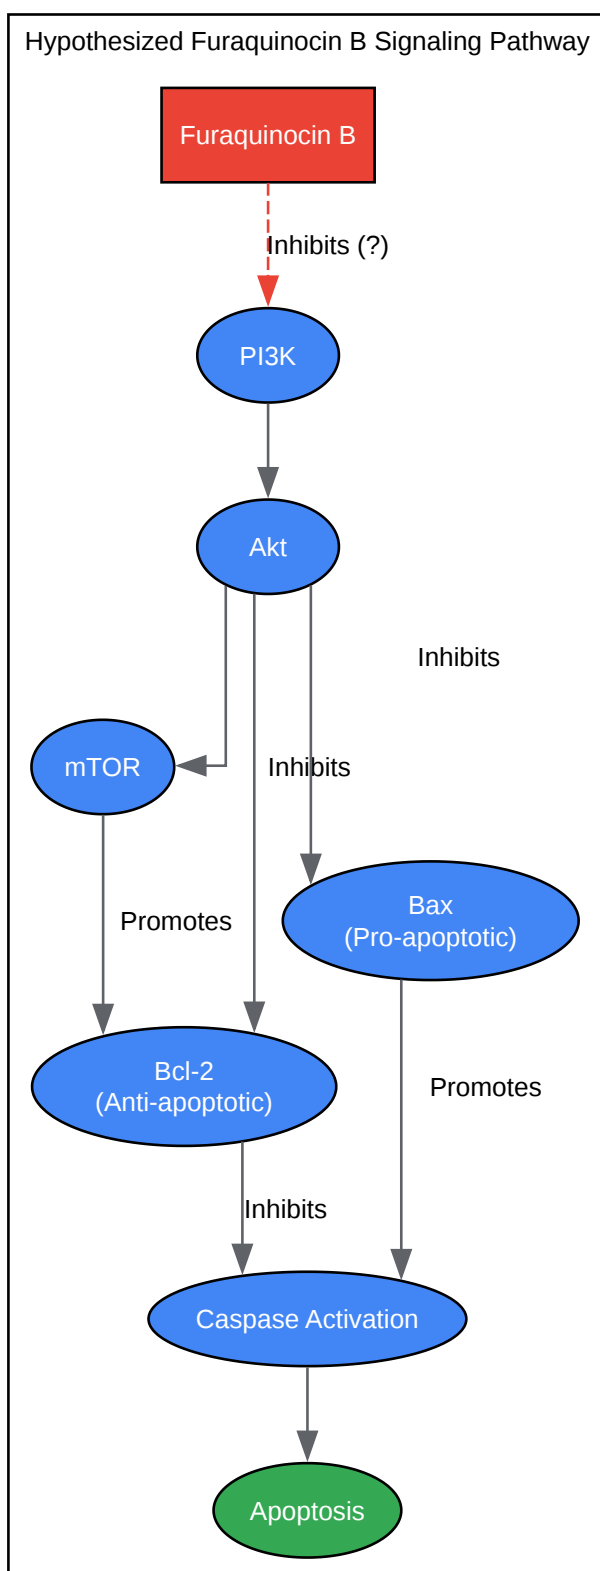 Hypothesized Furaquinocin B Signaling Pathway
Furaquinocin B
Inhibits (?)
PI3K
Akt
Inhibits
mTOR
Inhibits
Bax
(Pro-apoptotic)
Promotes
Bcl-2
(Anti-apoptotic)
Promotes
Inhibits
Caspase Activation
Apoptosis